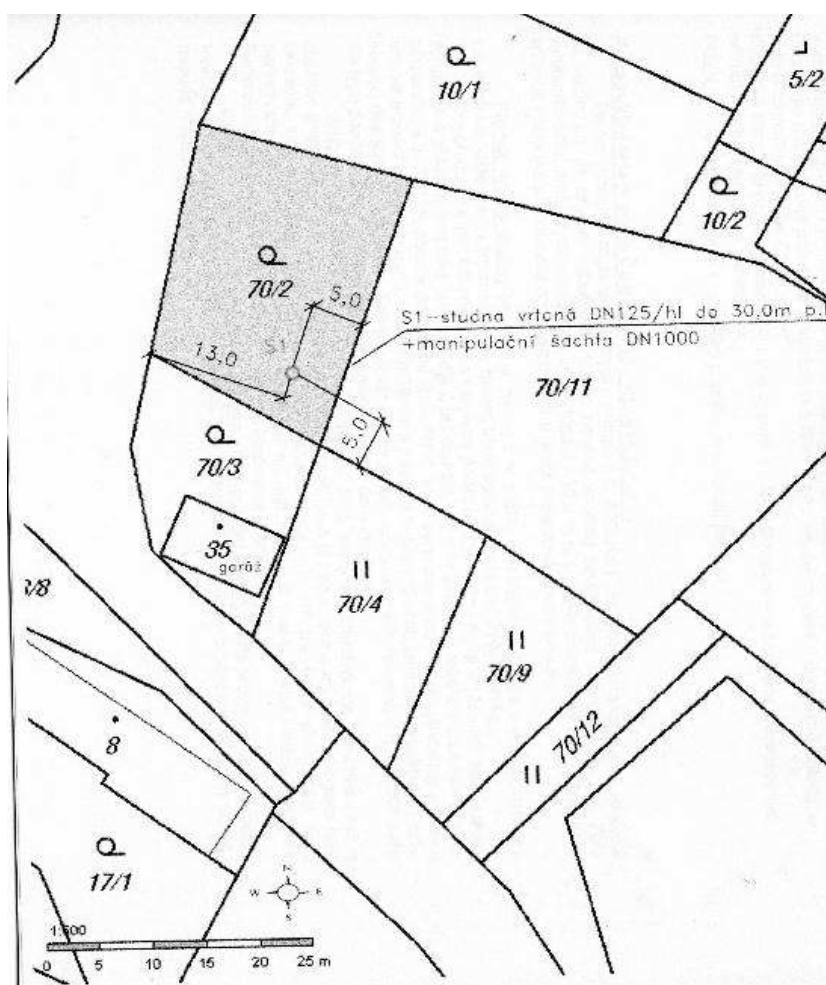 10/1
5/2
10/2
70/2
5,0
S1-studna vrtaná DN125/hl do 30,0m
+manipulační šachta DN1000
13,0
S1
70/11
5,0
70/3
35
garáž
70/4
70/9
70/12
8
17/1
N
W E
S
1:500
0 5 10 15 20 25 m